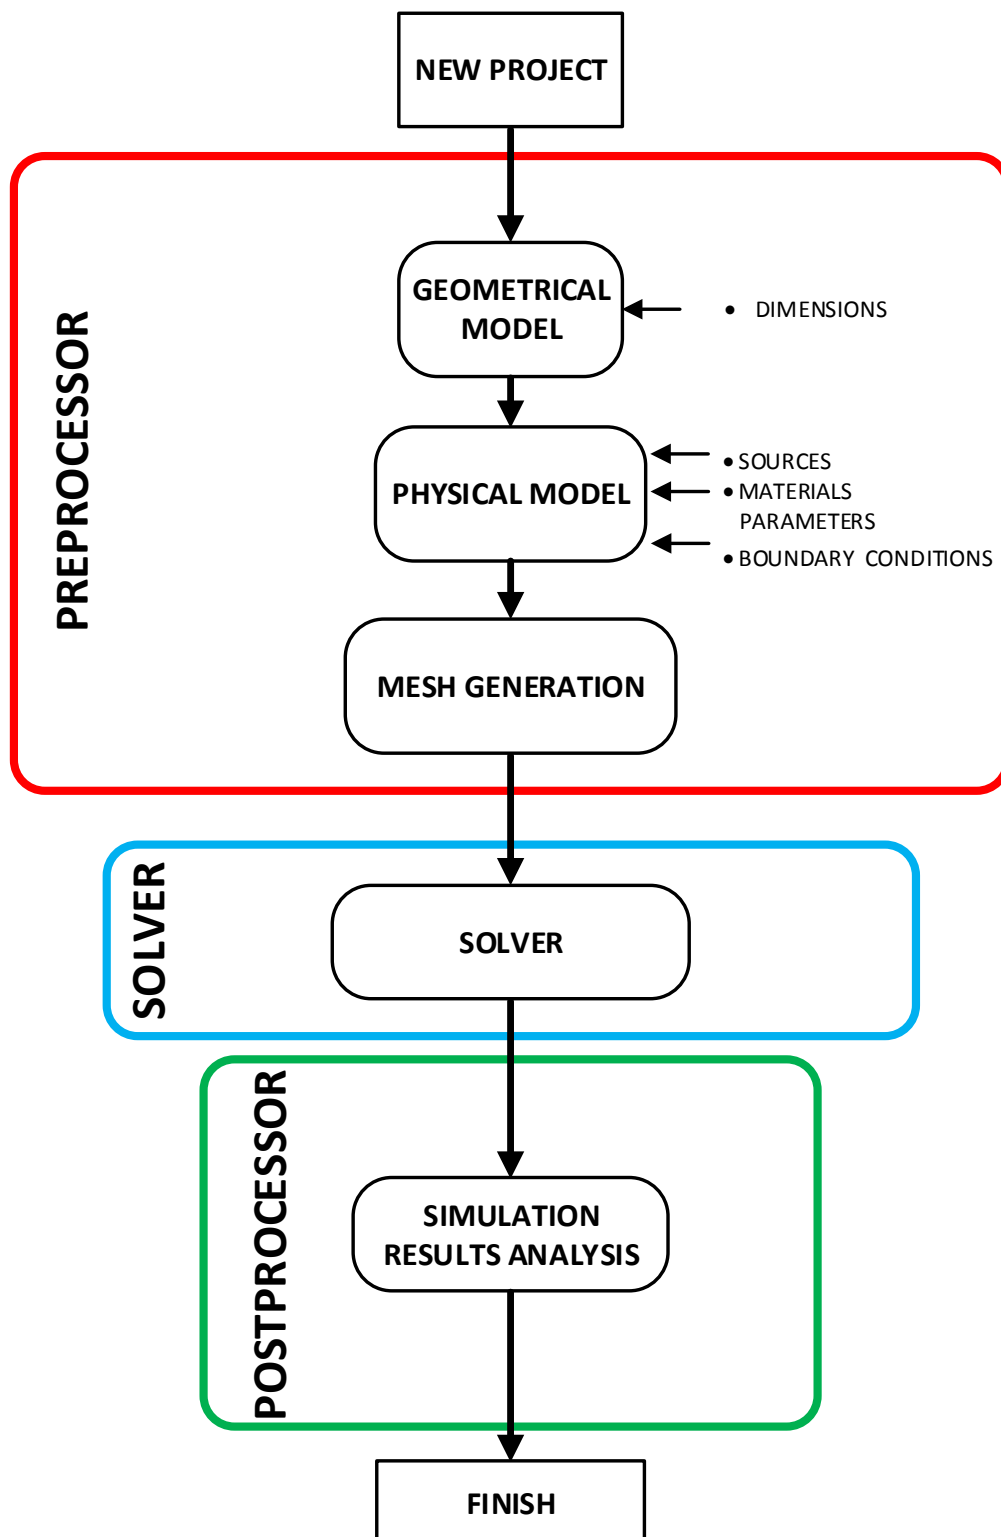 NEW PROJECT
PREPROCESSOR
GEOMETRICAL
MODEL
• DIMENSIONS
PHYSICAL MODEL
• SOURCES
• MATERIALS
PARAMETERS
• BOUNDARY CONDITIONS
MESH GENERATION
SOLVER
SOLVER
POSTPROCESSOR
SIMULATION
RESULTS ANALYSIS
FINISH